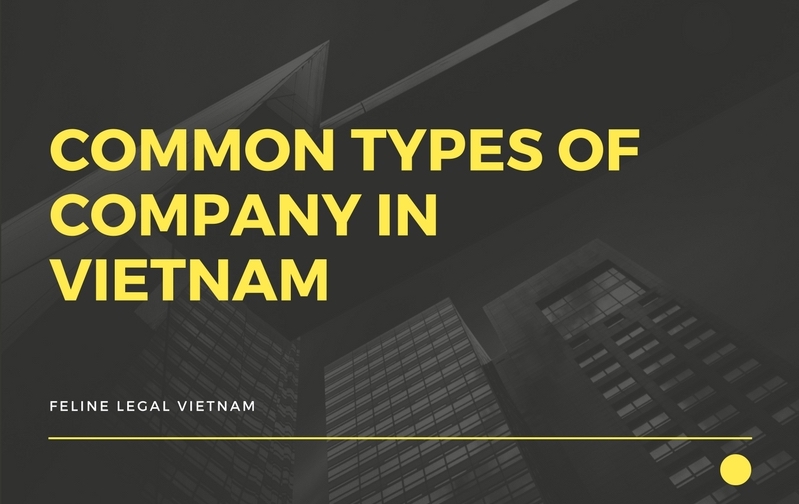 COMMON TYPES OF
COMPANY IN
VIETNAM
FELINE LEGAL VIETNAM